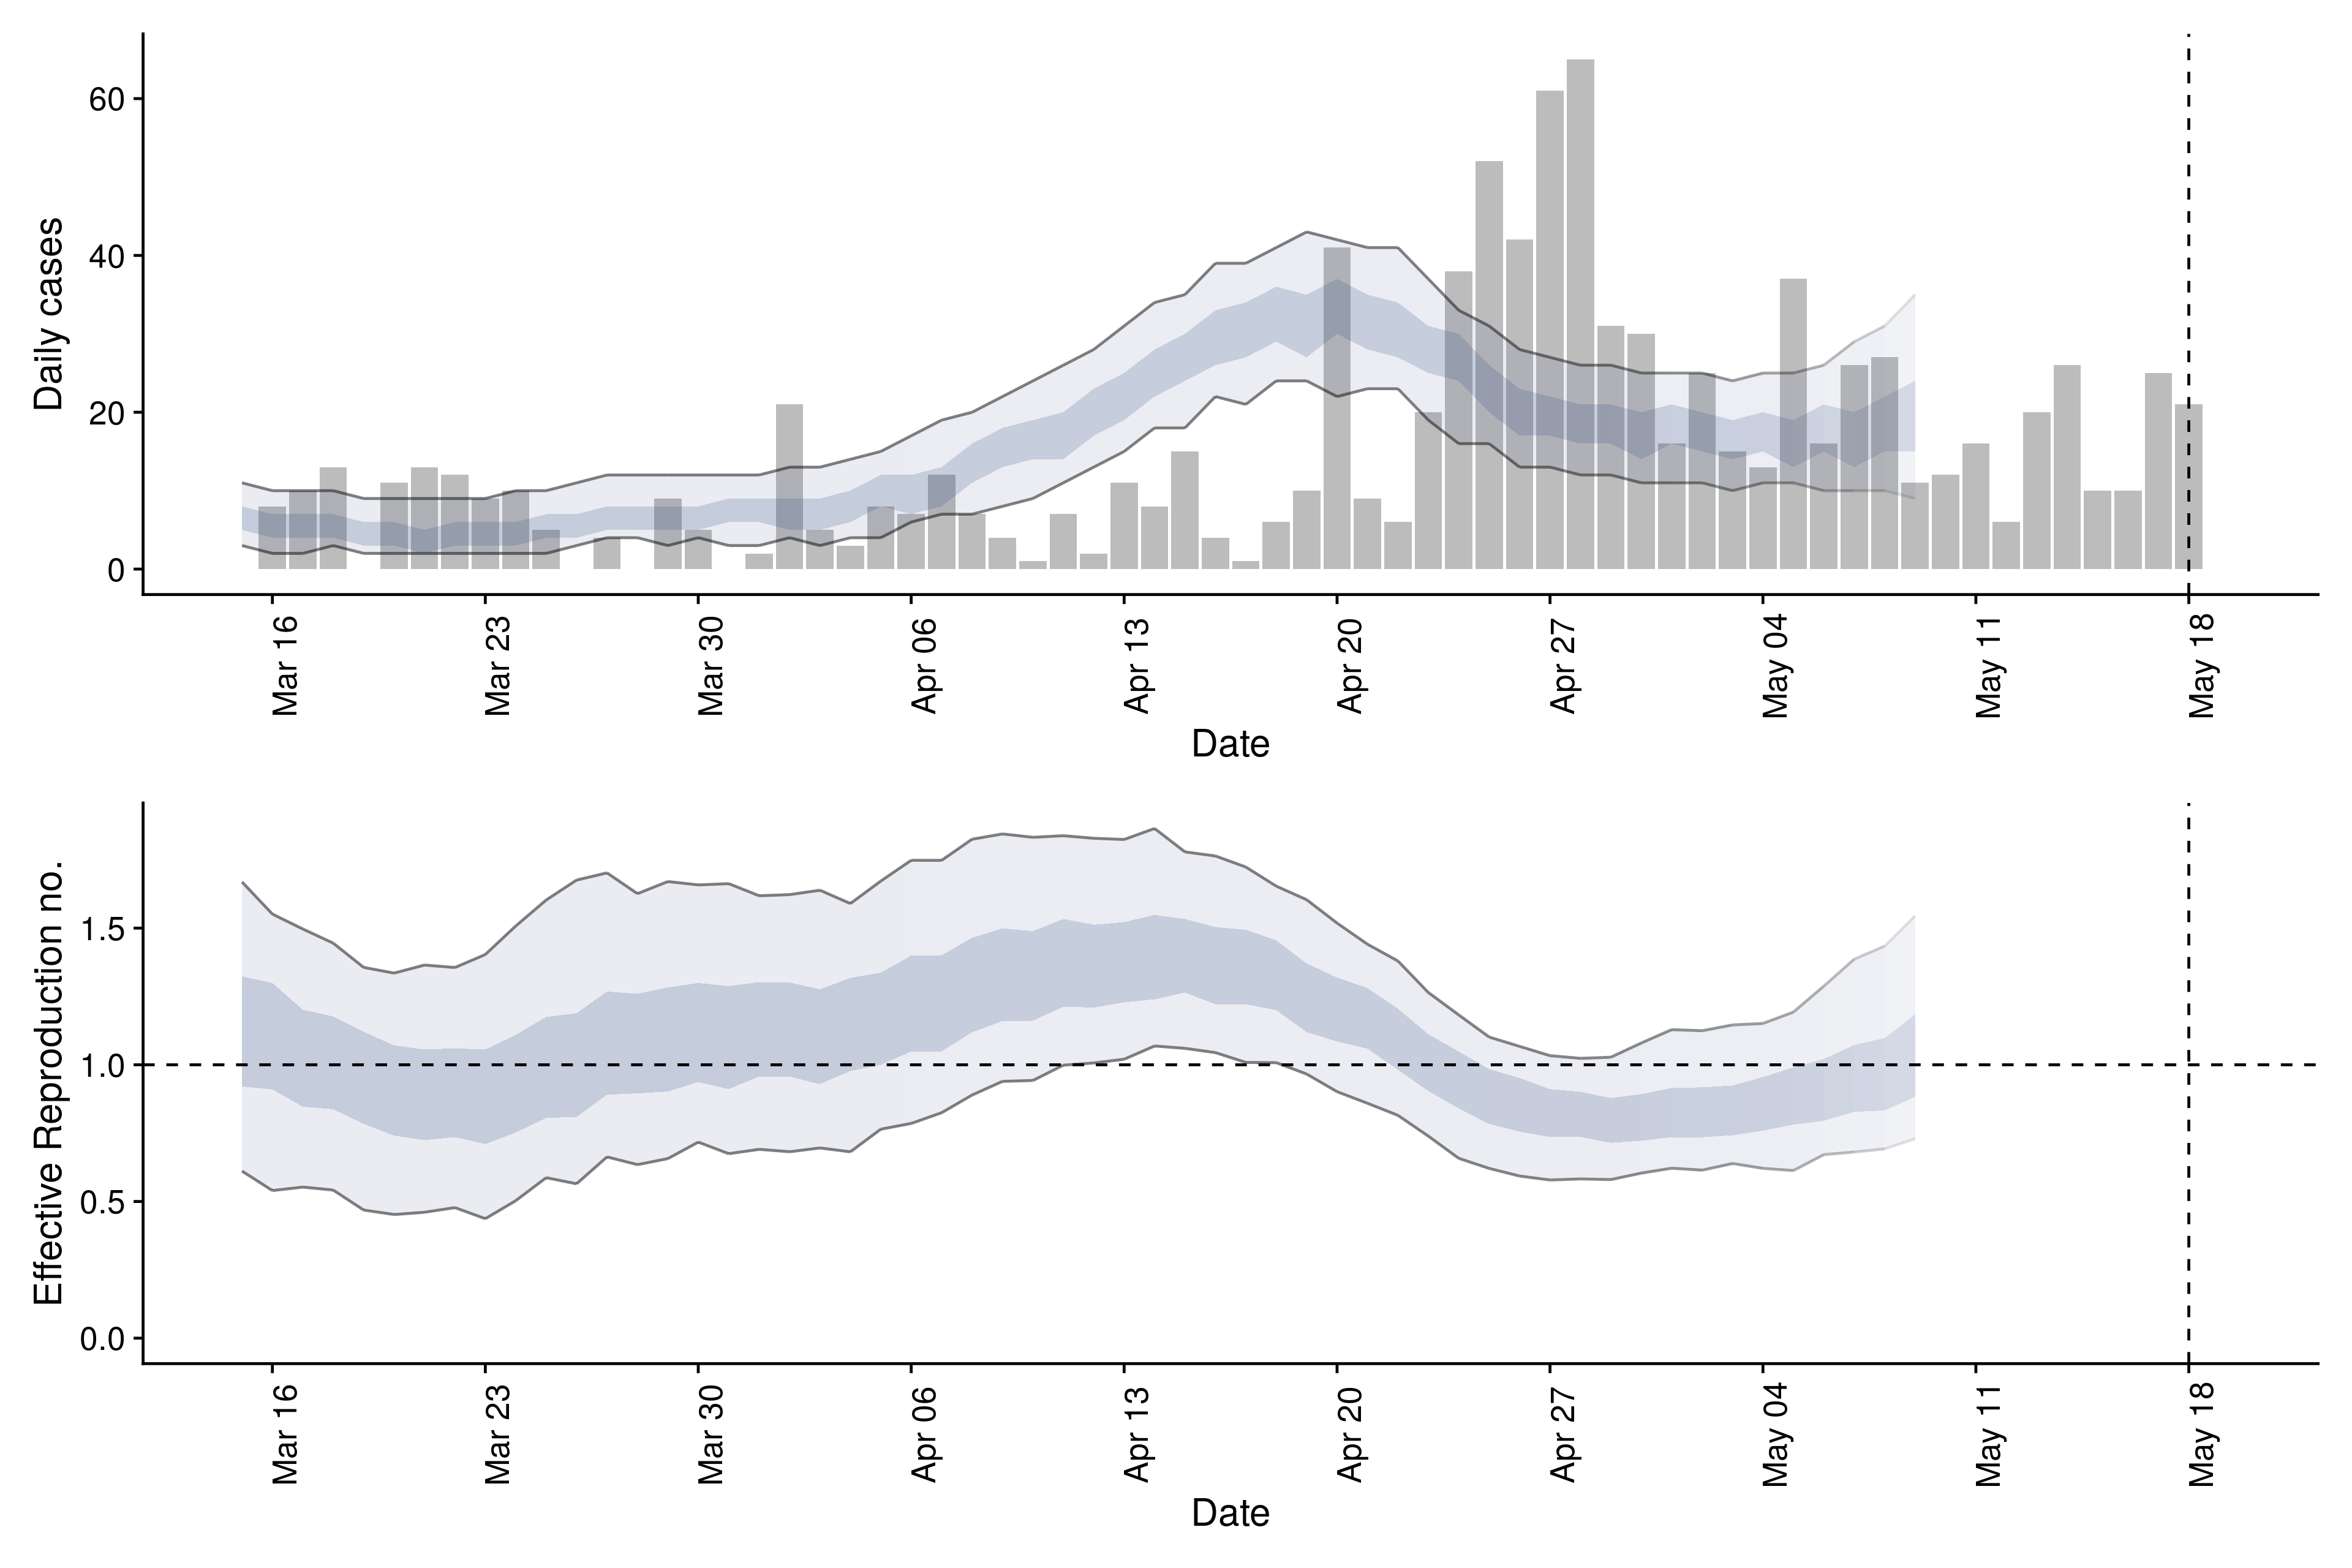 Daily cases
60
40
20
0
Mar 16
Mar 23
Mar 30
Apr 06
Apr 13
Apr 20
Apr 27
May 04
May 11
May 18
Date
Effective Reproduction no.
1.5
1.0
0.5
0.0
Mar 16
Mar 23
Mar 30
Apr 06
Apr 13
Apr 20
Apr 27
May 04
May 11
May 18
Date